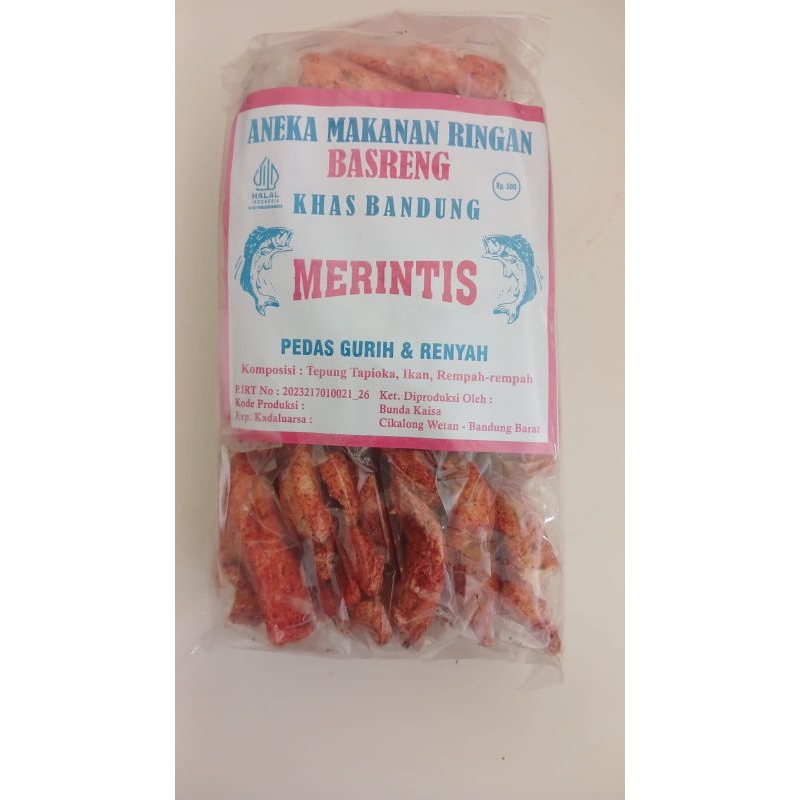 ANEKA MAKANAN RINGAN
BASRENG
HALAL
INDONESIA
Rp. 500
KHAS BANDUNG
MERINTIS
PEDAS GURIH & RENYAH
Komposisi : Tepung Tapioka, Ikan, Rempah-rempah
P.IRT No : 2023217010021_26
Kode Produksi :
Exp. Kadaluarsa :
Ket. Diproduksi Oleh :
Bunda Kaisa
Cikalong Wetan - Bandung Barat